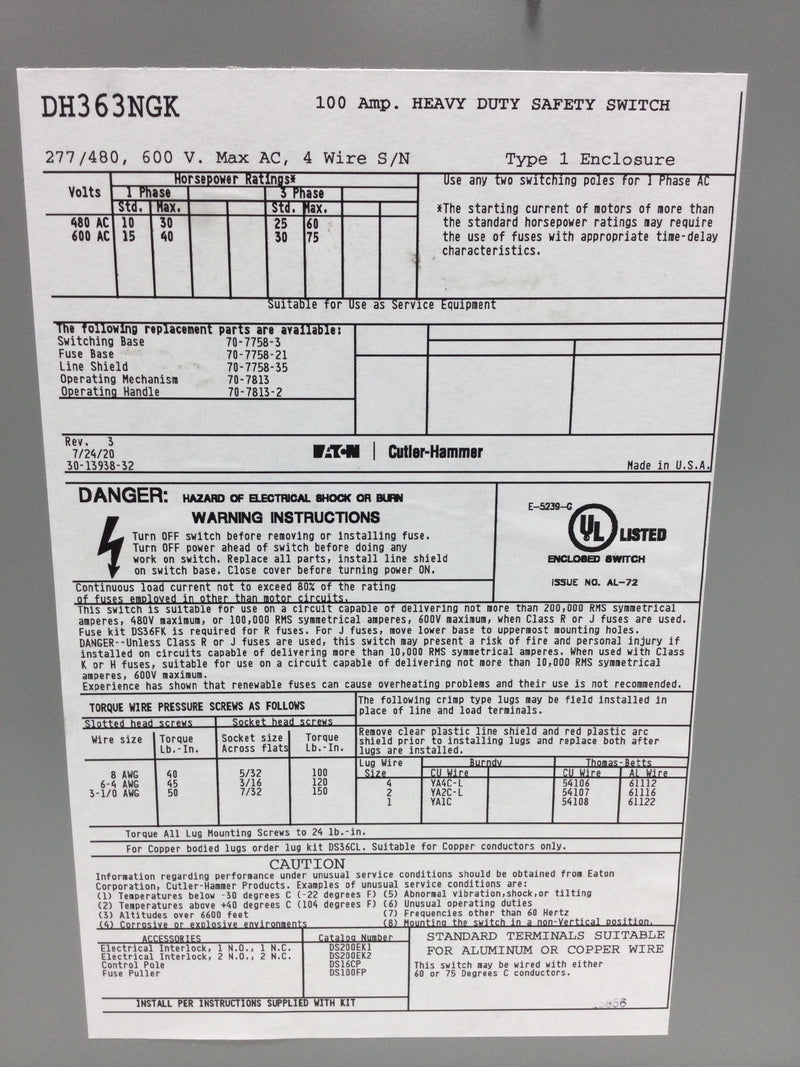 DH363NGK 100 Amp. HEAVY DUTY SAFETY SWITCH
277/480, 600 V. Max AC, 4 Wire S/N Type 1 Enclosure
Volts Horsepower Ratings*
1 Phase 3 Phase
Std. Max. Std. Max.
480 AC 10 30 25 60
600 AC 15 40 30 75
Use any two switching poles for 1 Phase AC
*The starting current of motors of more than
the standard horsepower ratings may require
the use of fuses with appropriate time-delay
characteristics.
Suitable for Use as Service Equipment
The following replacement parts are available:
Switching Base 70-7758-3
Fuse Base 70-7758-21
Line Shield 70-7758-35
Operating Mechanism 70-7813
Operating Handle 70-7813-2
Rev. 3
7/24/20
30-13938-32
EATON | Cutler-Hammer
Made in U.S.A.
DANGER: HAZARD OF ELECTRICAL SHOCK OR BURN
WARNING INSTRUCTIONS
Turn OFF switch before removing or installing fuse.
Turn OFF power ahead of switch before doing any
work on switch. Replace all parts, install line shield
on switch base. Close cover before turning power ON.
Continuous load current not to exceed 80% of the rating
of fuses employed in other than motor circuits.
E-5239-G
UL LISTED
ENCLOSED SWITCH
ISSUE NO. AL-72
This switch is suitable for use on a circuit capable of delivering not more than 200,000 RMS symmetrical
amperes, 480V maximum, or 100,000 RMS symmetrical amperes, 600V maximum, when Class R or J fuses are used.
Fuse kit DS36FK is required for R fuses. For J fuses, move lower base to uppermost mounting holes.
DANGER--Unless Class R or J fuses are used, this switch may present a risk of fire and personal injury if
installed on circuits capable of delivering more than 10,000 RMS symmetrical amperes. When used with Class
K or H fuses, suitable for use on a circuit capable of delivering not more than 10,000 RMS symmetrical
amperes, 600V maximum.
Experience has shown that renewable fuses can cause overheating problems and their use is not recommended.
TORQUE WIRE PRESSURE SCREWS AS FOLLOWS
Slotted head screws Socket head screws
Wire size Torque Socket size Torque
Lb.-In. Across flats Lb.-In.
8 AWG 40 5/32 100
6-4 AWG 45 3/16 120
3-1/0 AWG 50 7/32 150
The following crimp type lugs may be field installed in
place of line and load terminals.
Remove clear plastic line shield and red plastic arc
shield prior to installing lugs and replace both after
lugs are installed.
Lug Wire Burndy Thomas-Betts
Size CU Wire CU Wire AL Wire
4 YA4C-L 54106 61112
2 YA2C-L 54107 61116
1 YA1C 54108 61122
Torque All Lug Mounting Screws to 24 lb.-in.
For Copper bodied lugs order lug kit DS36CL. Suitable for Copper conductors only.
CAUTION
Information regarding performance under unusual service conditions should be obtained from Eaton
Corporation, Cutler-Hammer Products. Examples of unusual service conditions are:
(1) Temperatures below -30 degrees C (-22 degrees F) (5) Abnormal vibration,shock,or tilting
(2) Temperatures above +40 degrees C (104 degrees F) (6) Unusual operating duties
(3) Altitudes over 6600 feet (7) Frequencies other than 60 Hertz
(4) Corrosive or explosive environments (8) Mounting the switch in a non-Vertical position.
ACCESSORIES Catalog Number
Electrical Interlock, 1 N.O., 1 N.C. DS200EK1
Electrical Interlock, 2 N.O., 2 N.C. DS200EK2
Control Pole DS16CP
Fuse Puller DS100FP
INSTALL PER INSTRUCTIONS SUPPLIED WITH KIT
STANDARD TERMINALS SUITABLE
FOR ALUMINUM OR COPPER WIRE
This switch may be wired with either
60 or 75 Degrees C conductors.